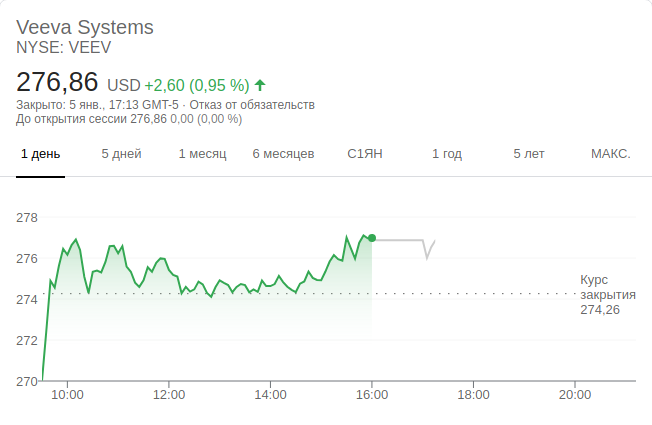 Veeva Systems
NYSE: VEEV
276,86 USD +2,60 (0,95 %)
Закрыто: 5 янв., 17:13 GMT-5 · Отказ от обязательств
До открытия сессии 276,86 0,00 (0,00 %)
1 день 5 дней 1 месяц 6 месяцев С1ЯН 1 год 5 лет МАКС.
278
276
274
272
270
Курс
закрытия
274,26
10:00 12:00 14:00 16:00 18:00 20:00